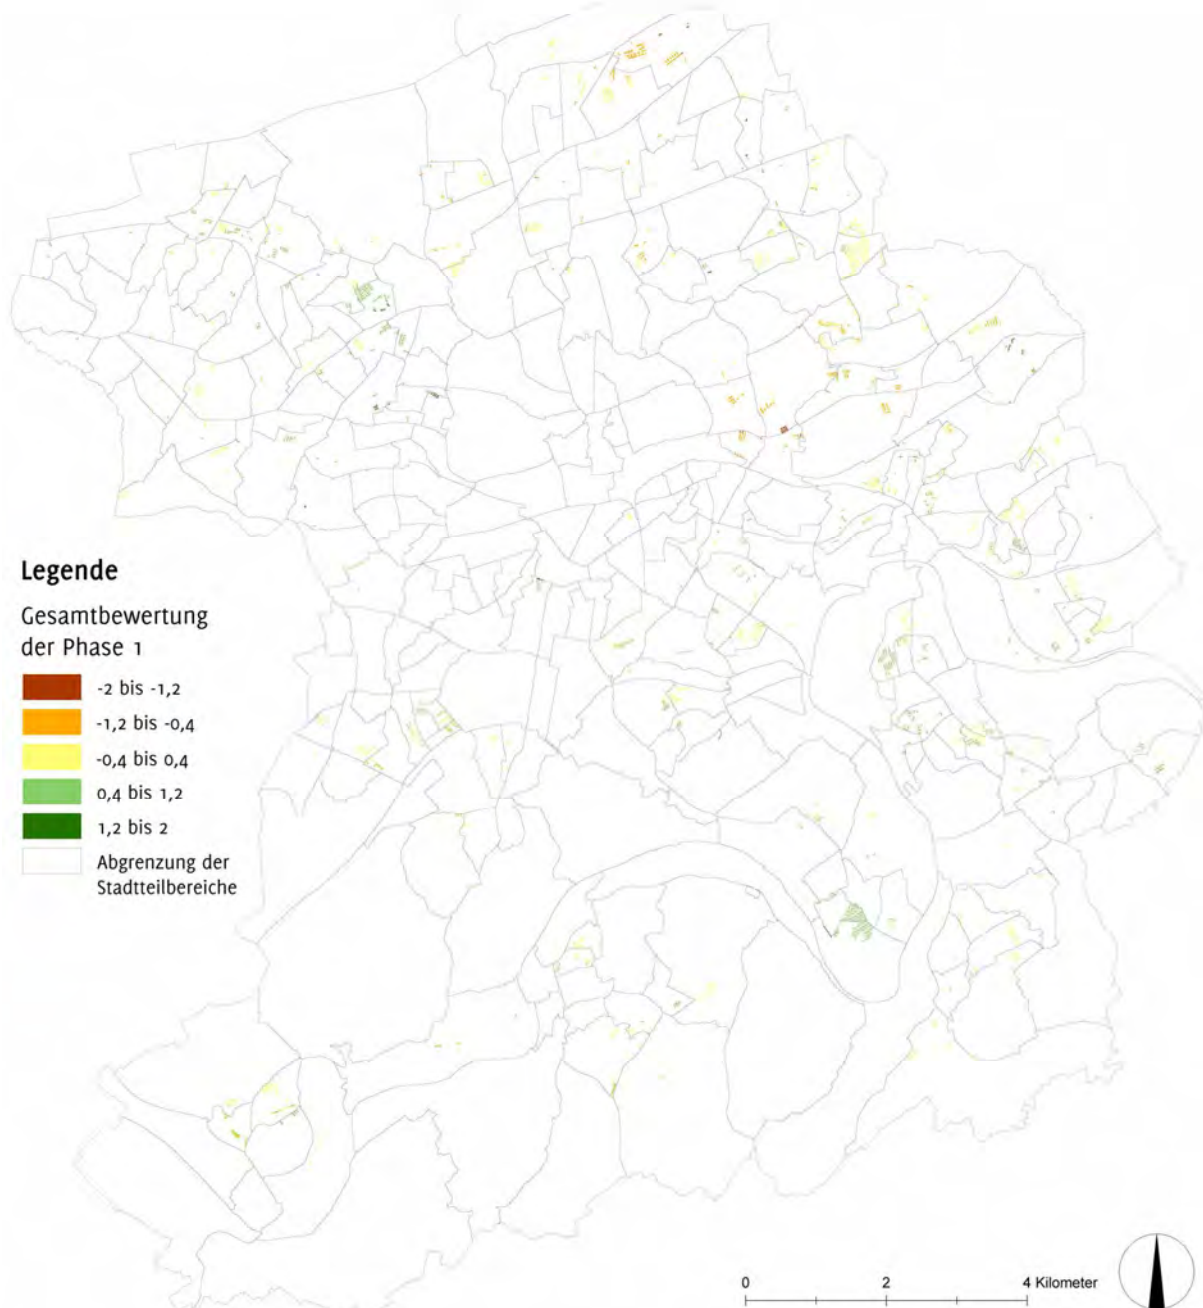 Legende
Gesamtbewertung
der Phase 1
-2 bis -1,2
-1,2 bis -0,4
-0,4 bis 0,4
0,4 bis 1,2
1,2 bis 2
Abgrenzung der
Stadtteilbereiche
0 2 4 Kilometer